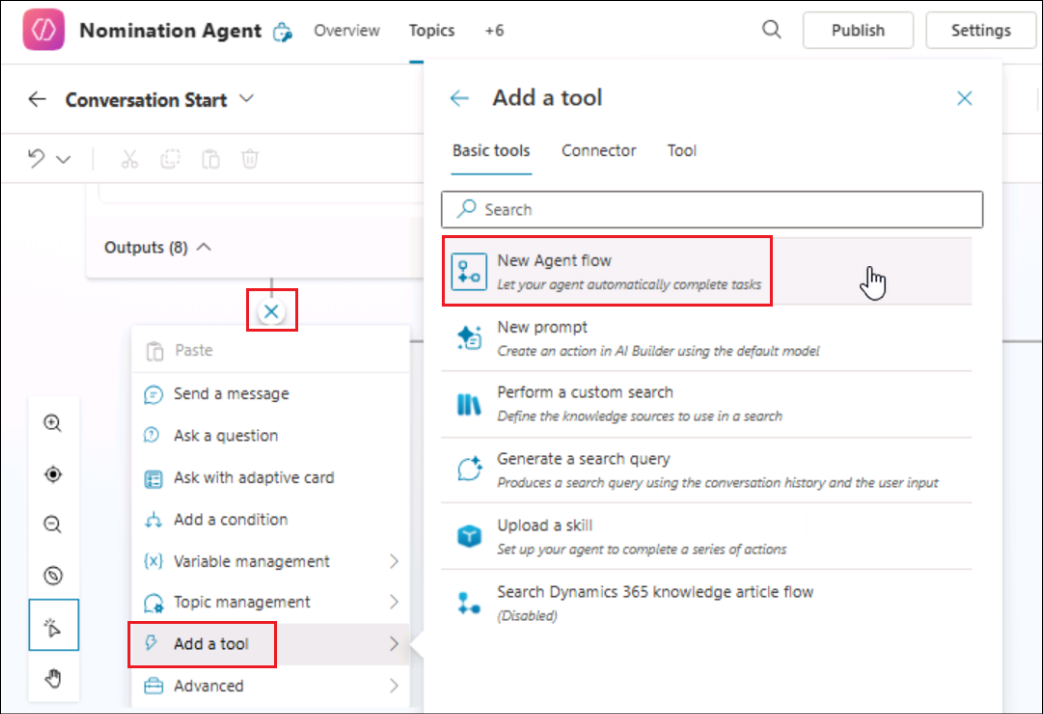 Nomination Agent
Overview
Topics
+6
Publish
Settings
Conversation Start
Outputs (8)
Paste
Send a message
Ask a question
Ask with adaptive card
Add a condition
{x} Variable management
Topic management
Add a tool
Advanced
Add a tool
Basic tools
Connector
Tool
Search
New Agent flow
Let your agent automatically complete tasks
New prompt
Create an action in AI Builder using the default model
Perform a custom search
Define the knowledge sources to use in a search
Generate a search query
Produces a search query using the conversation history and the user input
Upload a skill
Set up your agent to complete a series of actions
Search Dynamics 365 knowledge article flow
(Disabled)